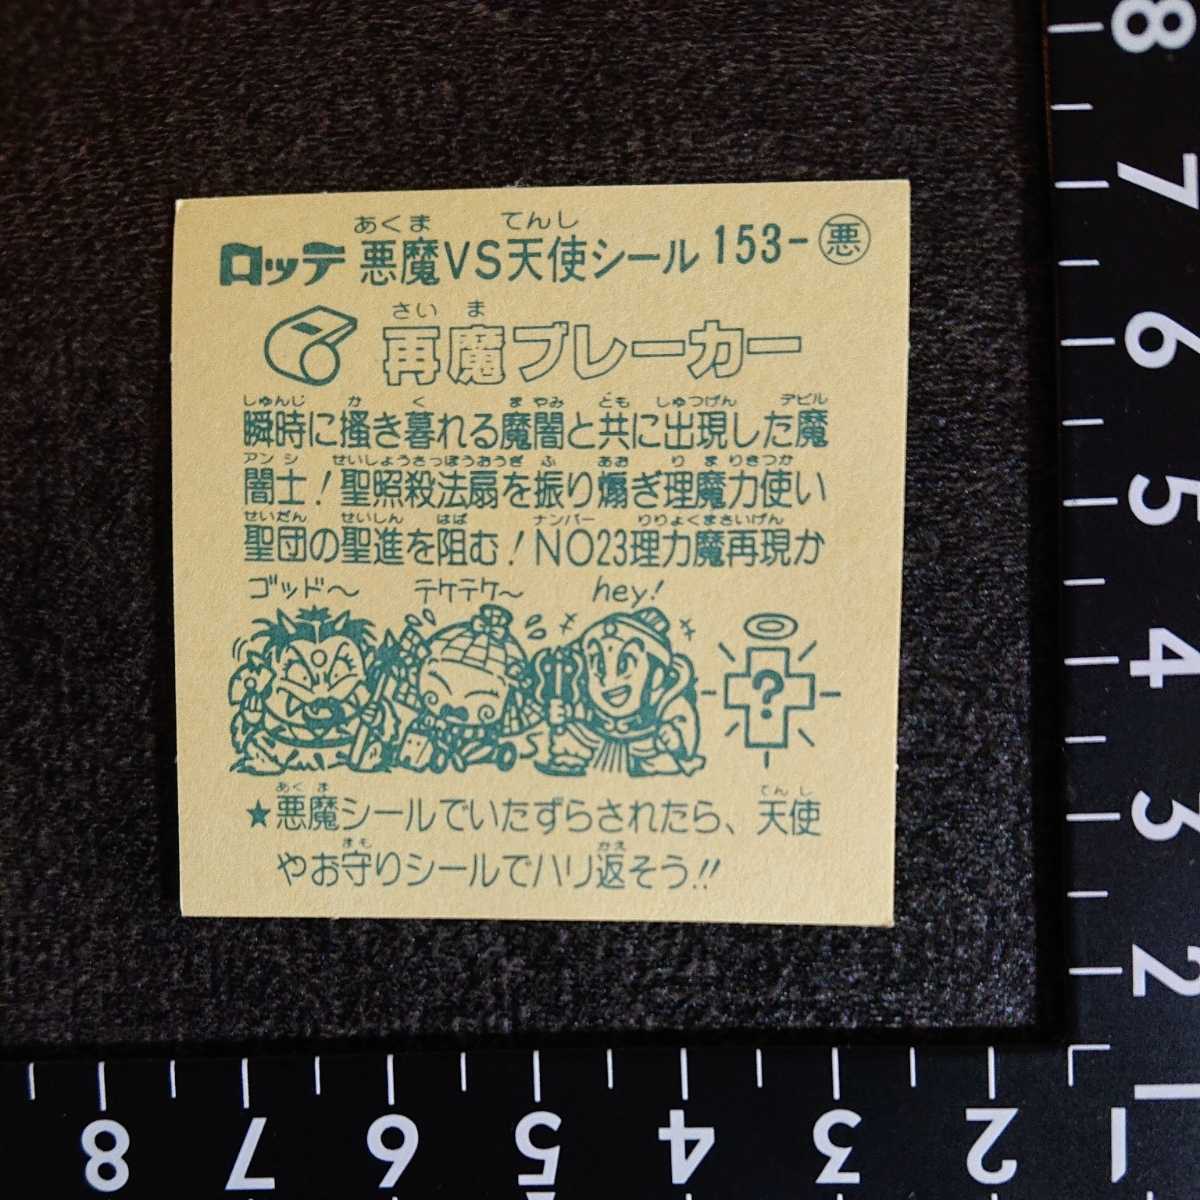 あくま てんし
ロッテ 悪魔VS天使シール 153-悪
さい ま
再魔ブレーカー
しゅんじ か く まやみ とも しゅつげん デビル
瞬時に掻き暮れる魔闇と共に出現した魔
アンシ せいしょうさっぽうおうぎ ふ あお りまりきつか
闇士!聖照殺法扇を振り煽ぎ理魔力使い
せいだん せいしん はば ナンバー りりょくまさいげん
聖団の聖進を阻む!NO23理力魔再現か
ゴッド〜 テケテケ〜 hey!
?
あくま てんし
★悪魔シールでいたずらされたら、天使
まも かえ
やお守りシールでハリ返そう!!
8
7
6
5
4
3
2
1
8 7 6 5 4 3 2 1